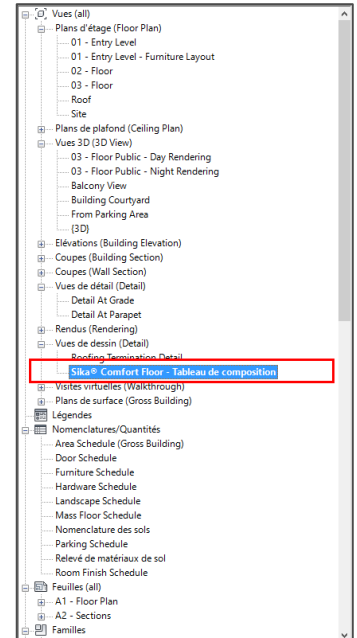 Vues (all)
Plans d'étage (Floor Plan)
01 - Entry Level
01 - Entry Level - Furniture Layout
02 - Floor
03 - Floor
Roof
Site
Plans de plafond (Ceiling Plan)
Vues 3D (3D View)
03 - Floor Public - Day Rendering
03 - Floor Public - Night Rendering
Balcony View
Building Courtyard
From Parking Area
{3D}
Elévations (Building Elevation)
Coupes (Building Section)
Coupes (Wall Section)
Vues de détail (Detail)
Detail At Grade
Detail At Parapet
Rendus (Rendering)
Vues de dessin (Detail)
Roofing Termination Detail
Sika® Comfort Floor - Tableau de composition
Visites virtuelles (Walkthrough)
Plans de surface (Gross Building)
Légendes
Nomenclatures/Quantités
Area Schedule (Gross Building)
Door Schedule
Furniture Schedule
Hardware Schedule
Landscape Schedule
Mass Floor Schedule
Nomenclature des sols
Parking Schedule
Relevé de matériaux de sol
Room Finish Schedule
Feuilles (all)
A1 - Floor Plan
A2 - Sections
Familles